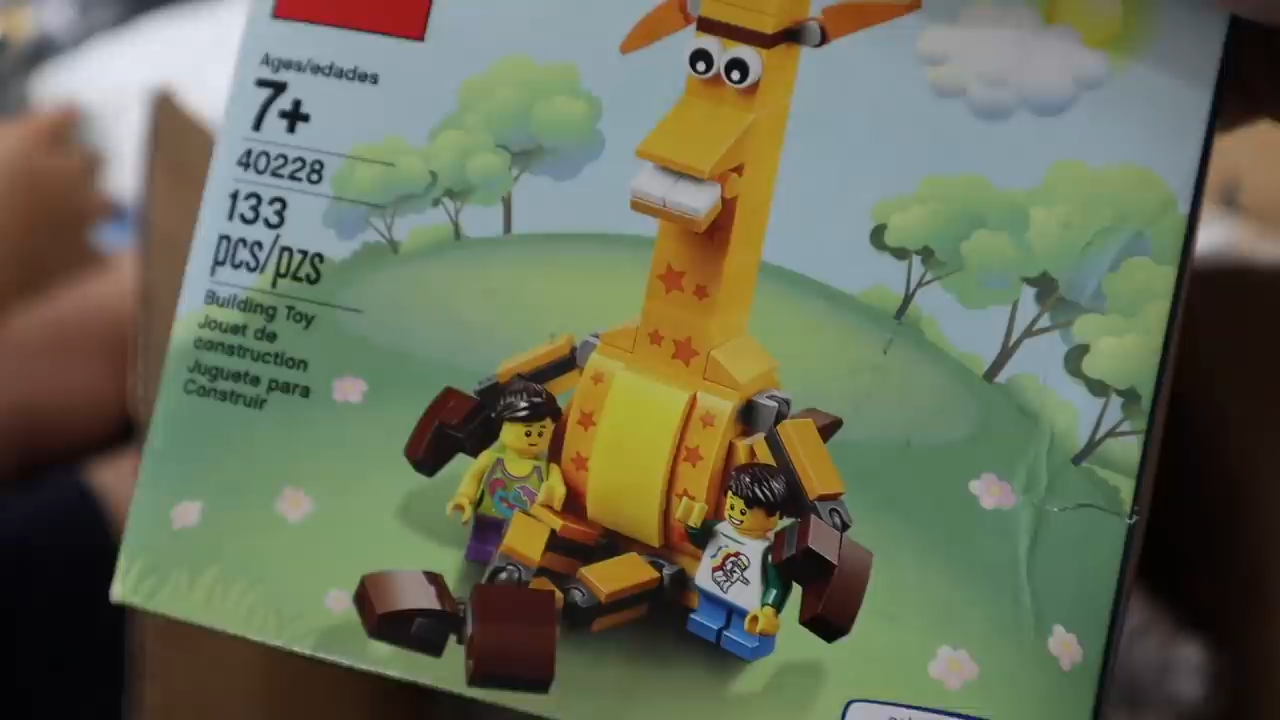 Ages/edades
7+
40228
133
pcs/pzs
Building Toy
Jouet de
construction
Juguete para
Construir